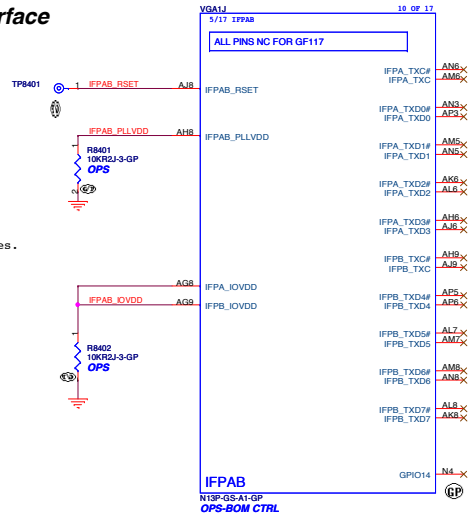 rface
VGA1J
10 OF 17
5/17 IFPAB
ALL PINS NC FOR GF117
TP8401
1
IFPAB_RSET
AJ8
IFPAB_RSET
IFPAB_PLLVDD
AH8
IFPAB_PLLVDD
1
R8401
10KR2J-3-GP
OPS
2
es.
IFPAB_IOVDD
AG8
IFPA_IOVDD
AG9
IFPB_IOVDD
1
R8402
10KR2J-3-GP
OPS
IFPA_TXC#
AN6
IFPA_TXC
AM6
IFPA_TXD0#
AN3
IFPA_TXD0
AP3
IFPA_TXD1#
AM5
IFPA_TXD1
AN5
IFPA_TXD2#
AK6
IFPA_TXD2
AL6
IFPA_TXD3#
AH6
IFPA_TXD3
AJ6
IFPB_TXC#
AH9
IFPB_TXC
AJ9
IFPB_TXD4#
AP5
IFPB_TXD4
AP6
IFPB_TXD5#
AL7
IFPB_TXD5
AM7
IFPB_TXD6#
AM8
IFPB_TXD6
AN8
IFPB_TXD7#
AL8
IFPB_TXD7
AK8
GPIO14
N4
GP
IFPAB
N13P-GS-A1-GP
OPS-BOM CTRL